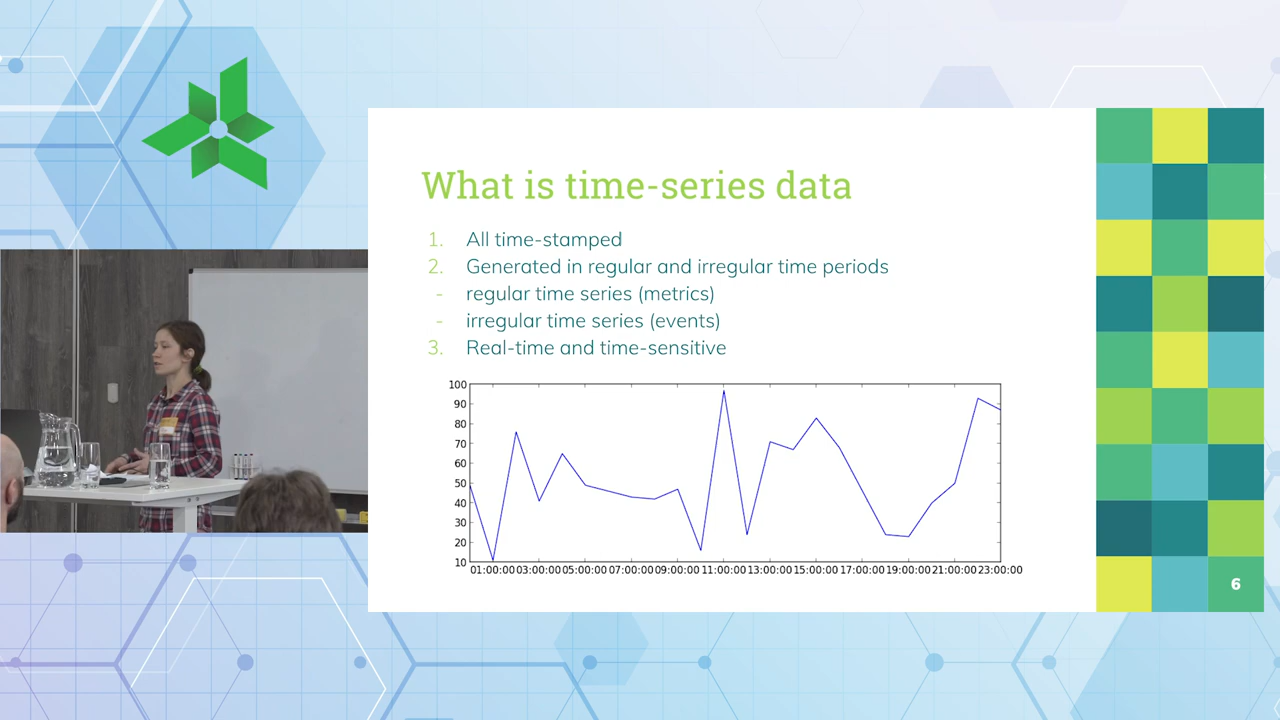 What is time-series data
1. All time-stamped
2. Generated in regular and irregular time periods
- regular time series (metrics)
- irregular time series (events)
3. Real-time and time-sensitive
100
90
80
70
60
50
40
30
20
10
01:00:00 03:00:00 05:00:00 07:00:00 09:00:00 11:00:00 13:00:00 15:00:00 17:00:00 19:00:00 21:00:00 23:00:00
6